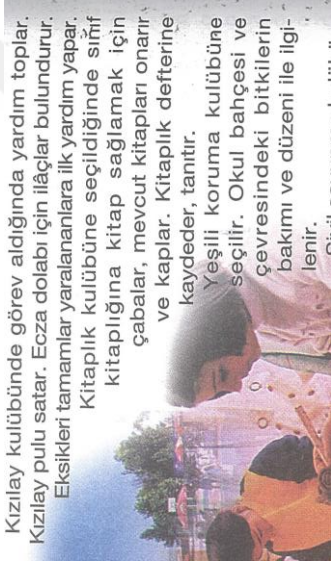 Kızılay kulübünde görev aldığında yardım toplar.
Kızılay pulu satar. Ecza dolabı için ilâçlar bulundurur.
Eksikleri tamamlar yaralananlara ilk yardım yapar.
Kitaplık kulübüne seçildiğinde sınıf
kitaplığına kitap sağlamak için
çabalar, mevcut kitapları onarır
ve kaplar. Kitaplık defterine
kaydeder, tanıtır.
Yeşili koruma kulübüne
seçilir. Okul bahçesi ve
çevresindeki bitkilerin
bakımı ve düzeni ile ilgi-
lenir.